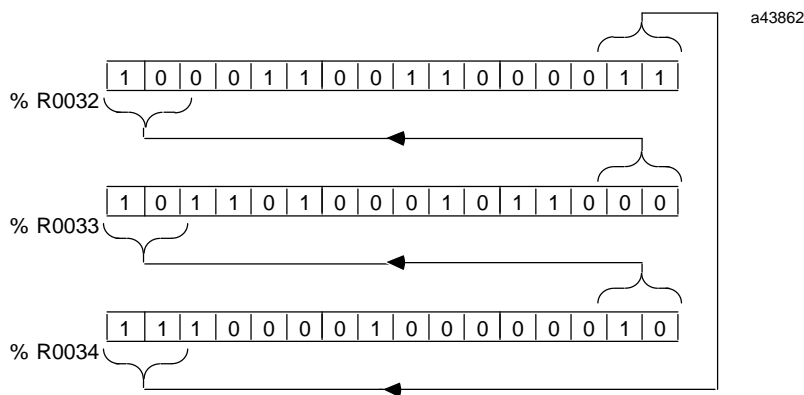 a43862
1 0 0 0 1 1 0 0 1 1 0 0 0 0 1 1
% R0032
1 0 1 1 0 1 0 0 0 1 0 1 1 0 0 0
% R0033
1 1 1 0 0 0 0 1 0 0 0 0 0 0 1 0
% R0034